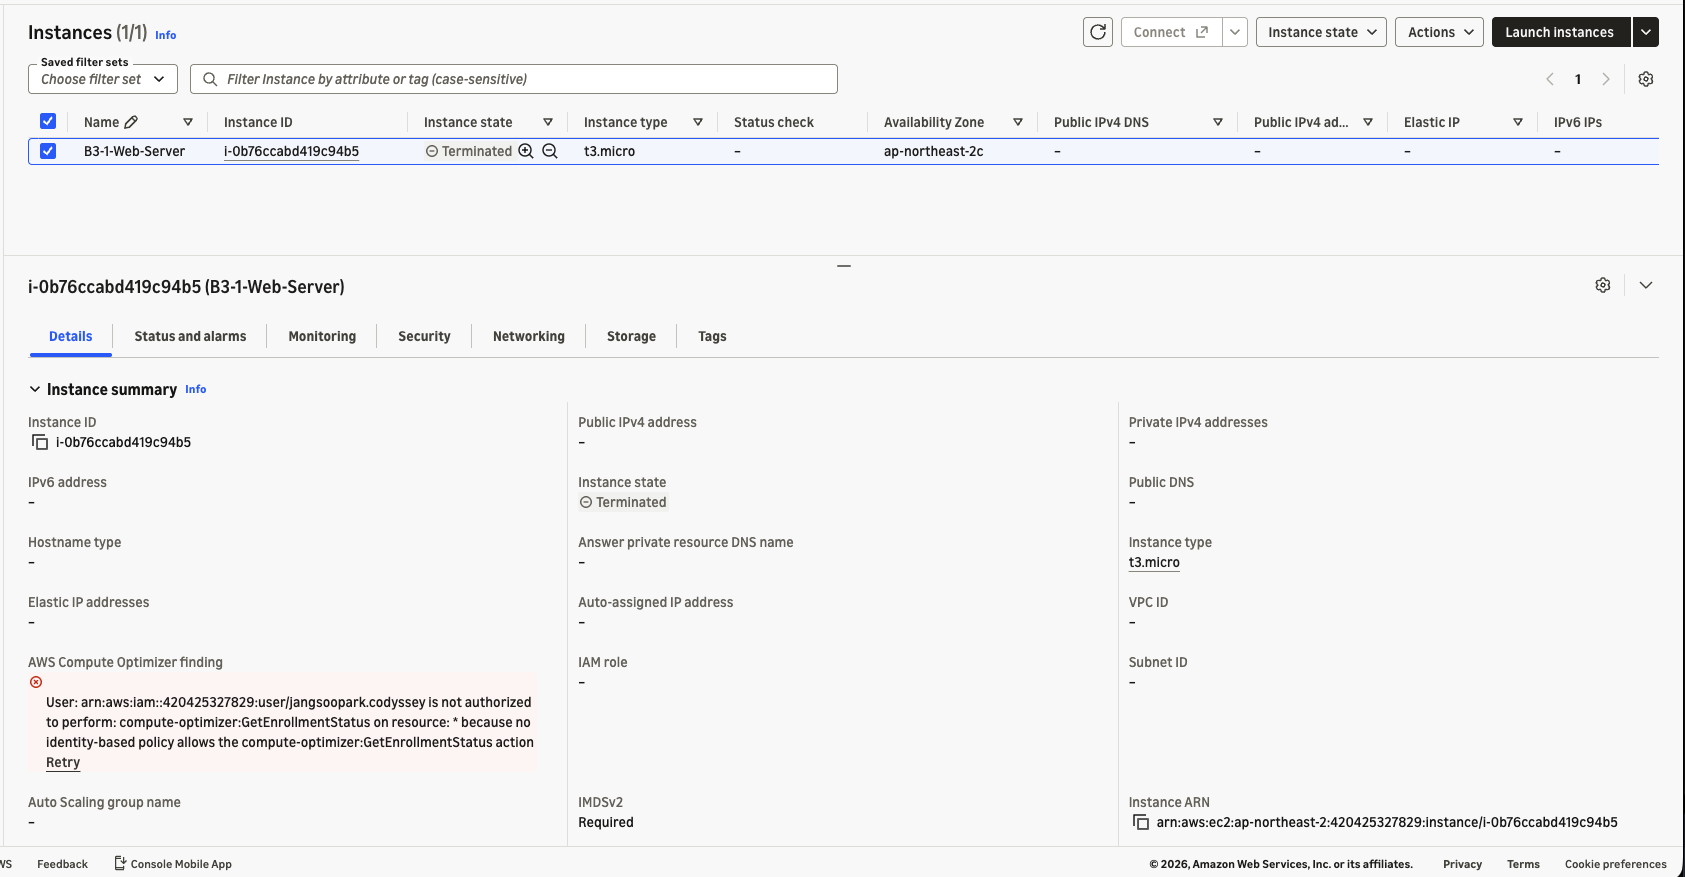 Instances (1/1) Info
Connect
Instance state
Actions
Launch instances
Saved filter sets
Choose filter set
Filter Instance by attribute or tag (case-sensitive)
1
Name
Instance ID
Instance state
Instance type
Status check
Availability Zone
Public IPv4 DNS
Public IPv4 ad...
Elastic IP
IPv6 IPs
B3-1-Web-Server
i-0b76ccabd419c94b5
Terminated
t3.micro
–
ap-northeast-2c
–
–
–
–
i-0b76ccabd419c94b5 (B3-1-Web-Server)
Details
Status and alarms
Monitoring
Security
Networking
Storage
Tags
Instance summary Info
Instance ID
i-0b76ccabd419c94b5
Public IPv4 address
–
Private IPv4 addresses
–
IPv6 address
–
Instance state
Terminated
Public DNS
–
Hostname type
–
Answer private resource DNS name
–
Instance type
t3.micro
Elastic IP addresses
–
Auto-assigned IP address
–
VPC ID
–
AWS Compute Optimizer finding
User: arn:aws:iam::420425327829:user/jangsoopark.codyssey is not authorized
to perform: compute-optimizer:GetEnrollmentStatus on resource: * because no
identity-based policy allows the compute-optimizer:GetEnrollmentStatus action
Retry
IAM role
–
Subnet ID
–
Auto Scaling group name
–
IMDSv2
Required
Instance ARN
arn:aws:ec2:ap-northeast-2:420425327829:instance/i-0b76ccabd419c94b5
WS
Feedback
Console Mobile App
© 2026, Amazon Web Services, Inc. or its affiliates.
Privacy
Terms
Cookie preferences